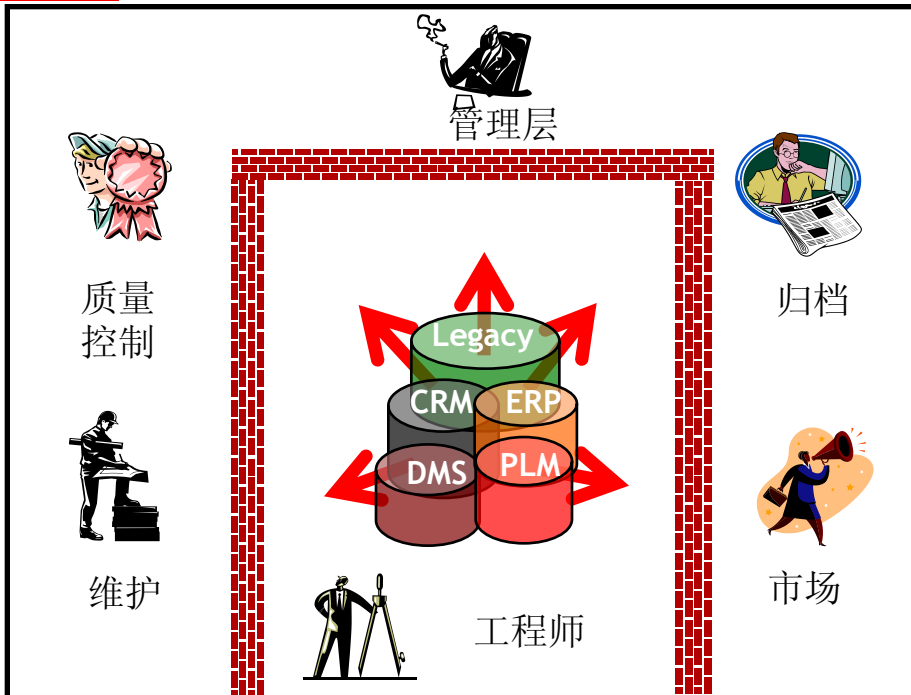 管理层
质量
控制
归档
Legacy
CRM
ERP
DMS
PLM
维护
市场
工程师